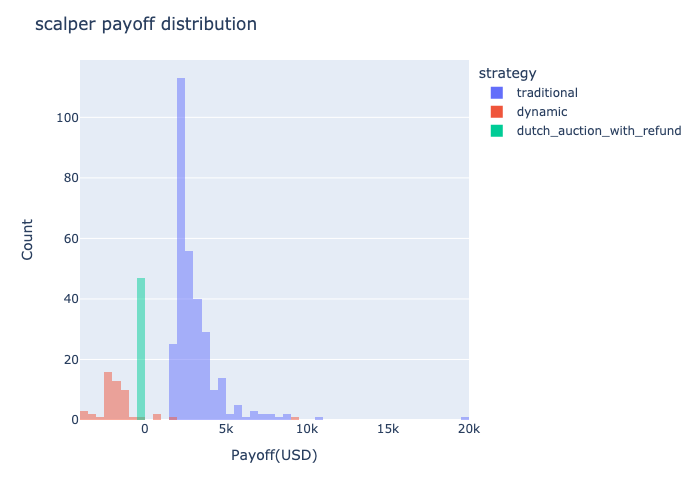 scalper payoff distribution
strategy
traditional
dynamic
dutch_auction_with_refund
100
80
60
40
20
0
Count
0 5k 10k 15k 20k
Payoff(USD)